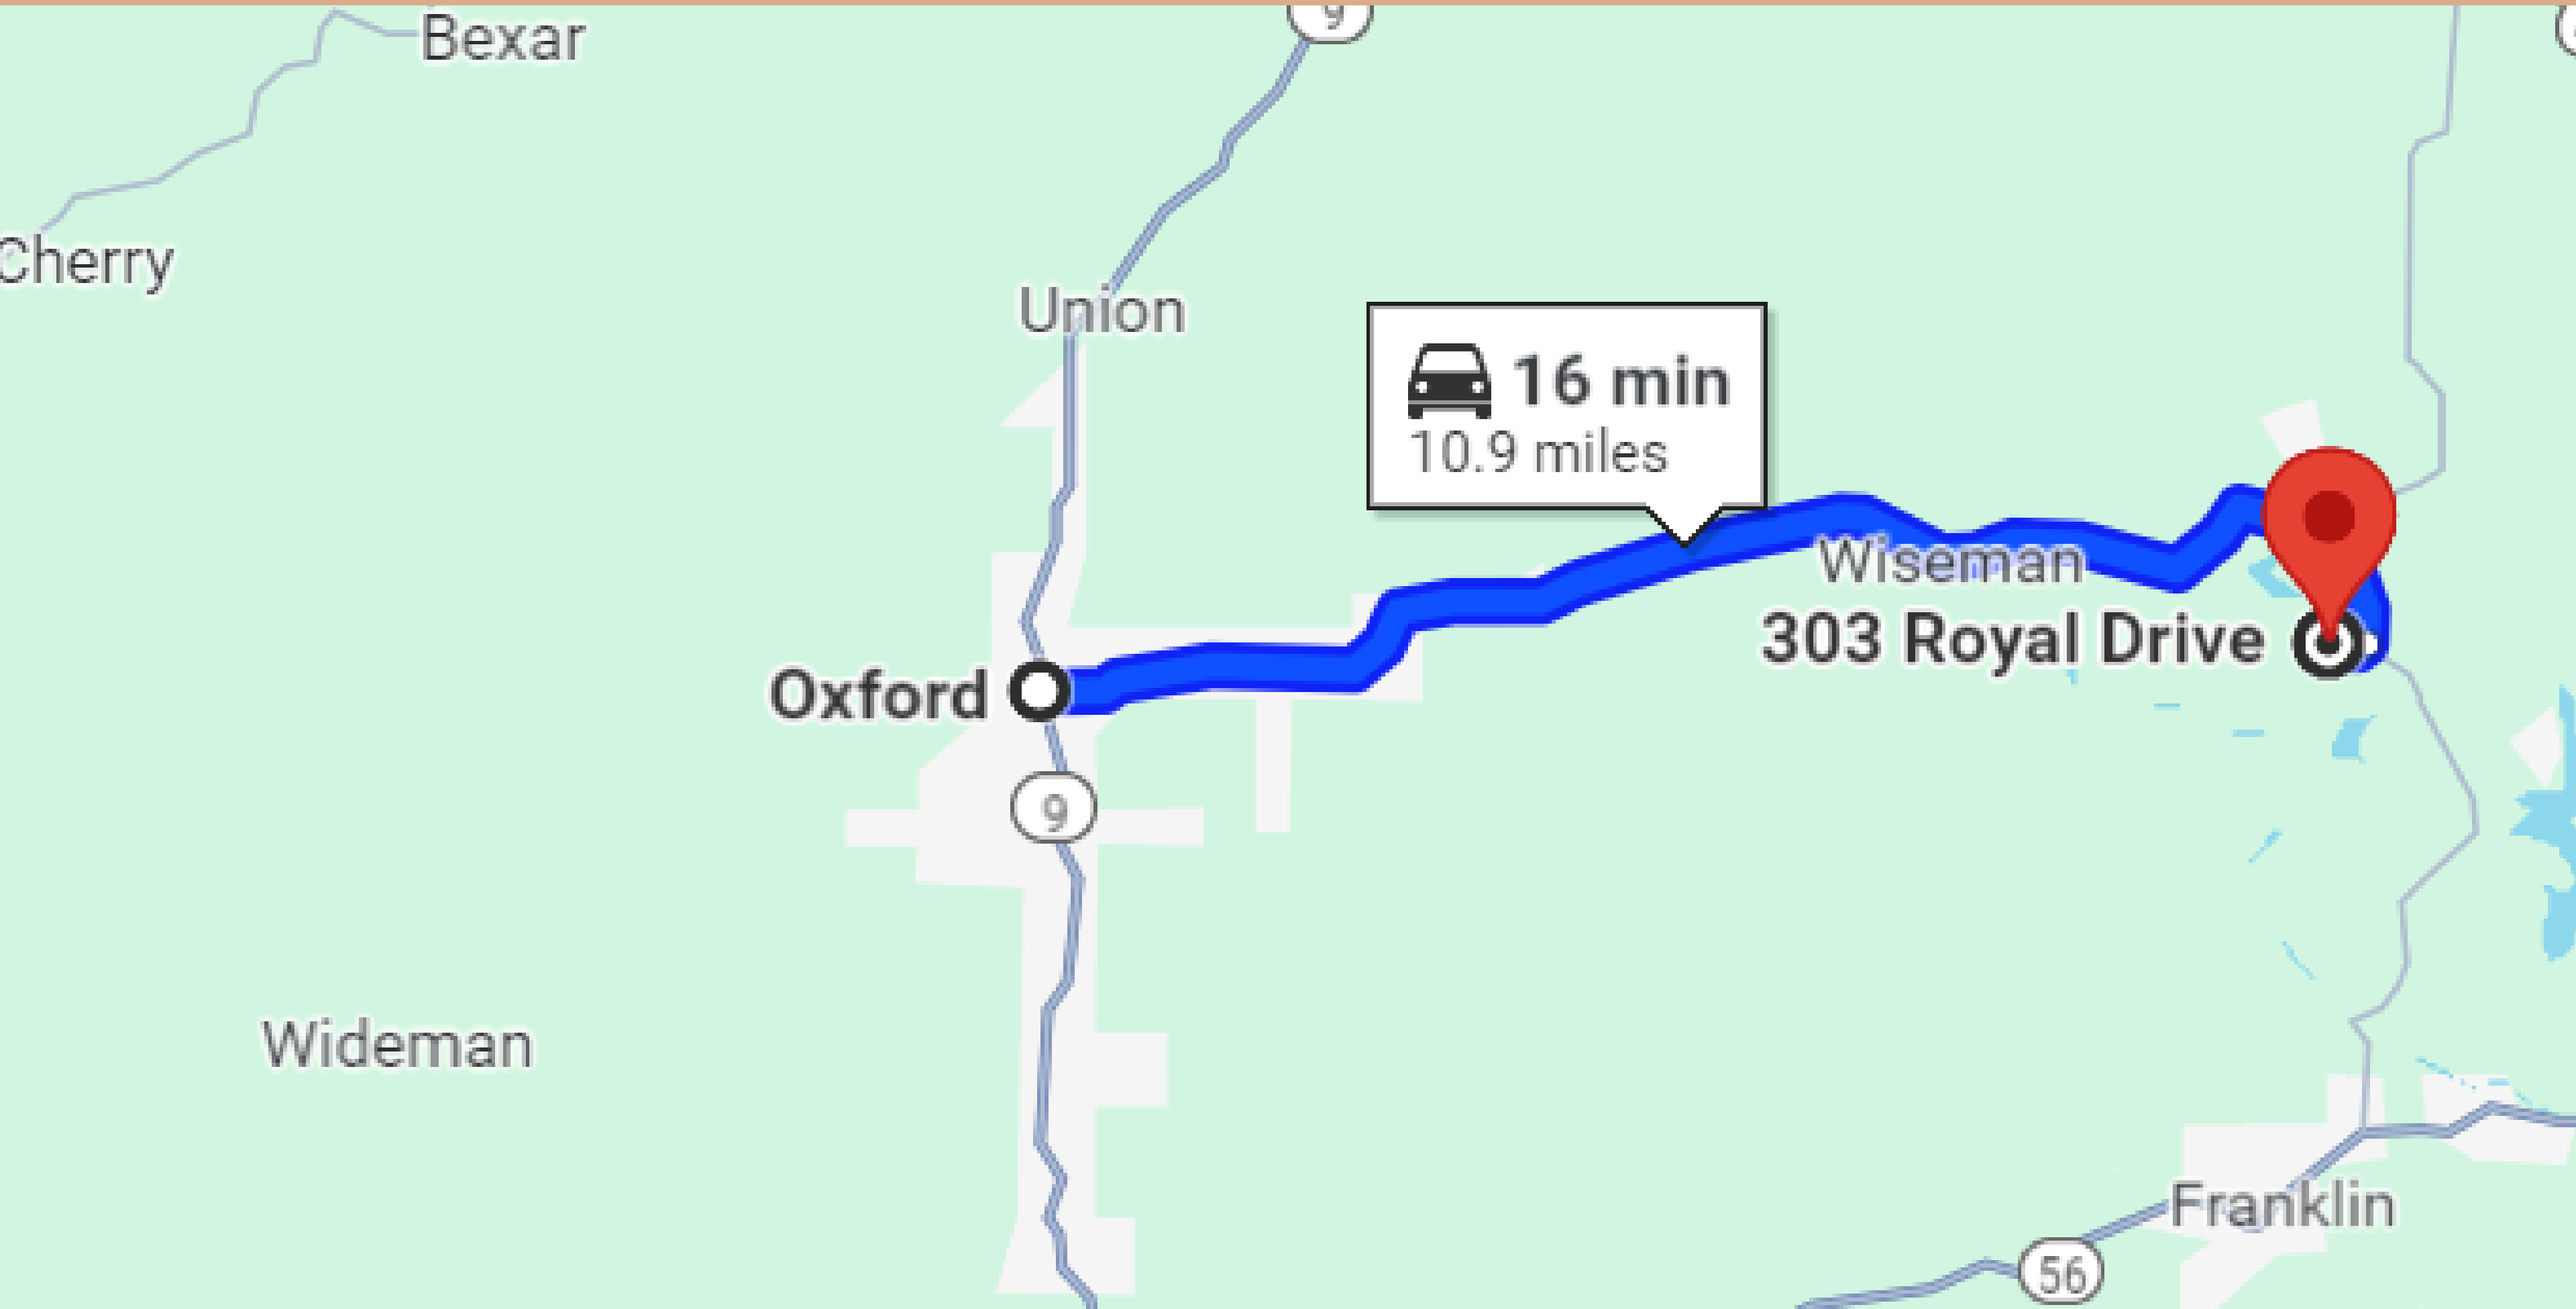 Bexar
9
Cherry
Union
16 min
10.9 miles
Wiseman
303 Royal Drive
Oxford
9
Wideman
Franklin
56